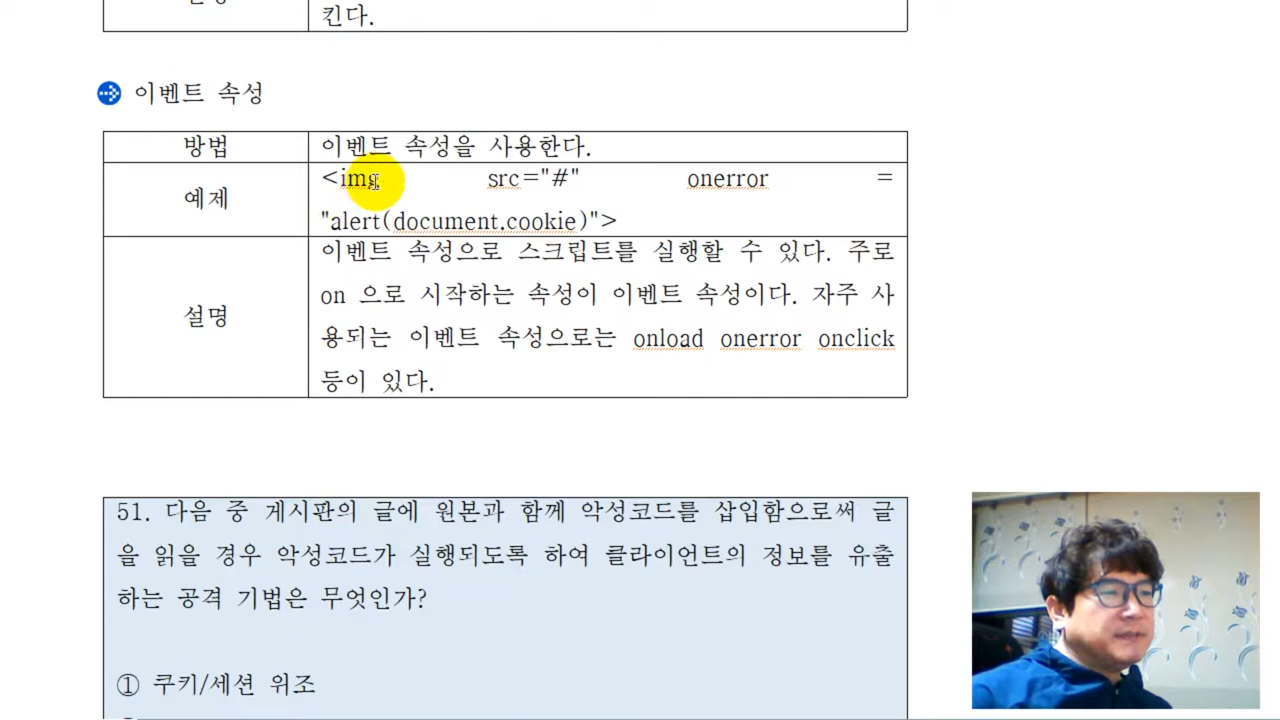 킨다.
이벤트 속성
방법
이벤트 속성을 사용한다.
예제
<img src="#" onerror =
"alert(document.cookie)">
설명
이벤트 속성으로 스크립트를 실행할 수 있다. 주로
on 으로 시작하는 속성이 이벤트 속성이다. 자주 사
용되는 이벤트 속성으로는 onload onerror onclick
등이 있다.
51. 다음 중 게시판의 글에 원본과 함께 악성코드를 삽입함으로써 글
을 읽을 경우 악성코드가 실행되도록 하여 클라이언트의 정보를 유출
하는 공격 기법은 무엇인가?
① 쿠키/세션 위조